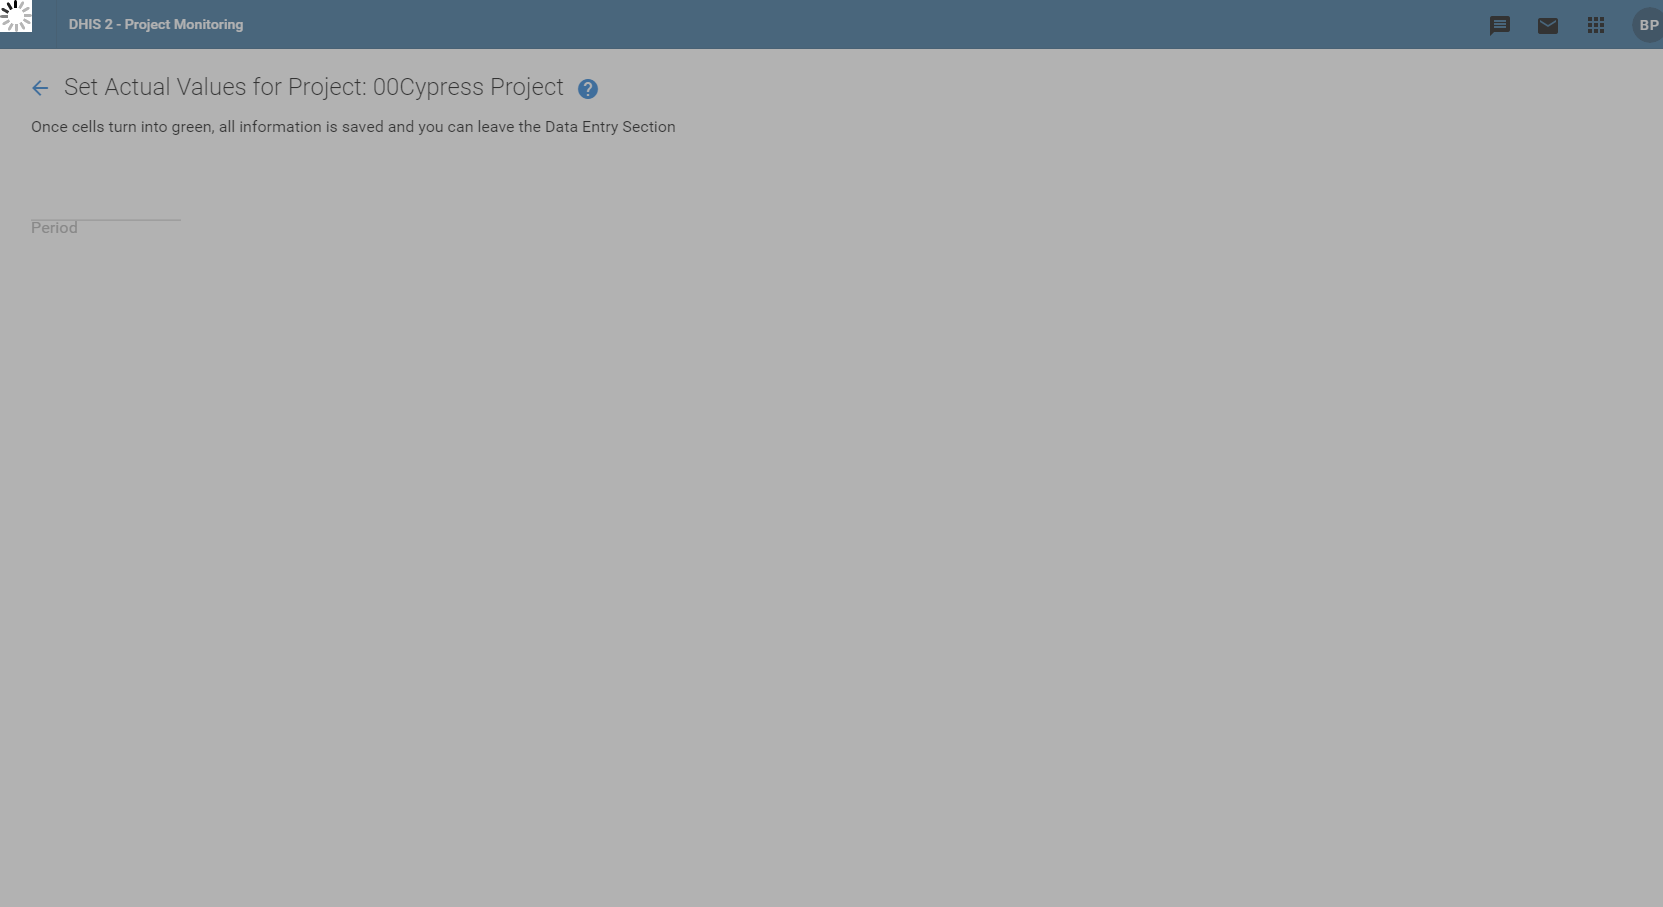 DHIS 2 - Project Monitoring
BP
Set Actual Values for Project: 00Cypress Project
Once cells turn into green, all information is saved and you can leave the Data Entry Section
Period